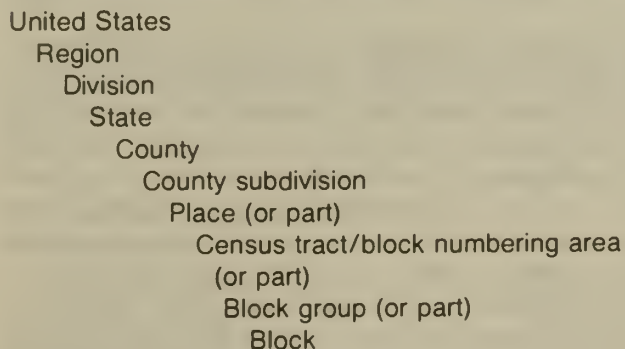 United States
Region
Division
State
County
County subdivision
Place (or part)
Census tract/block numbering area
(or part)
Block group (or part)
Block